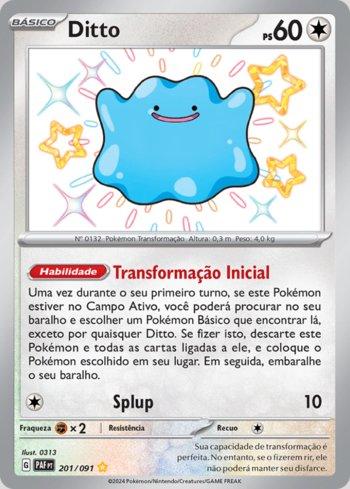 BÁSICO Ditto PS 60
Nº 0132 Pokémon Transformação Altura: 0,3 m Peso: 4,0 kg
Habilidade Transformação Inicial
Uma vez durante o seu primeiro turno, se este Pokémon
estiver no Campo Ativo, você poderá procurar no seu
baralho e escolher um Pokémon Básico que encontrar lá,
exceto por quaisquer Ditto. Se fizer isto, descarte este
Pokémon e todas as cartas ligadas a ele, e coloque o
Pokémon escolhido em seu lugar. Em seguida, embaralhe
o seu baralho.
Splup 10
Fraqueza ×2 Resistência Recuo
Ilust. 0313
G PAF PT 201/091
Sua capacidade de transformação é
perfeita. No entanto, se o fizerem rir, ele
não poderá manter seu disfarce.
©2024 Pokémon/Nintendo/Creatures/GAME FREAK